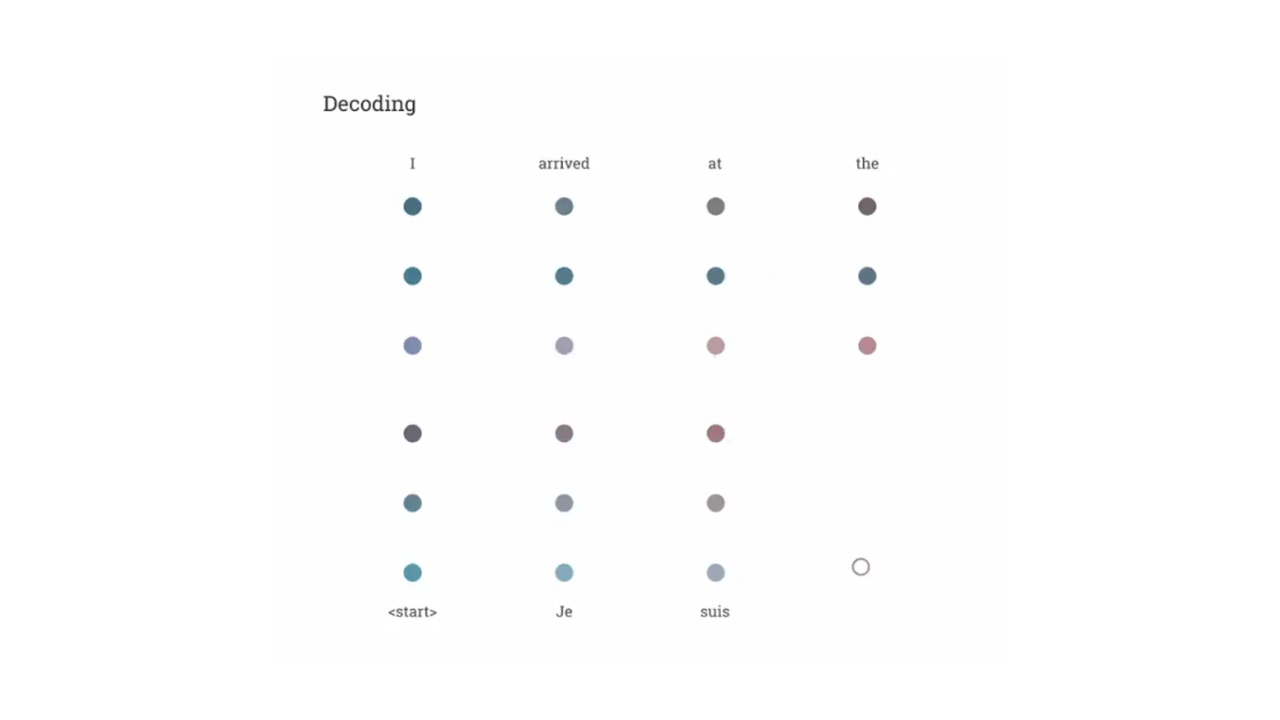 Decoding
I arrived at the
<start> Je suis